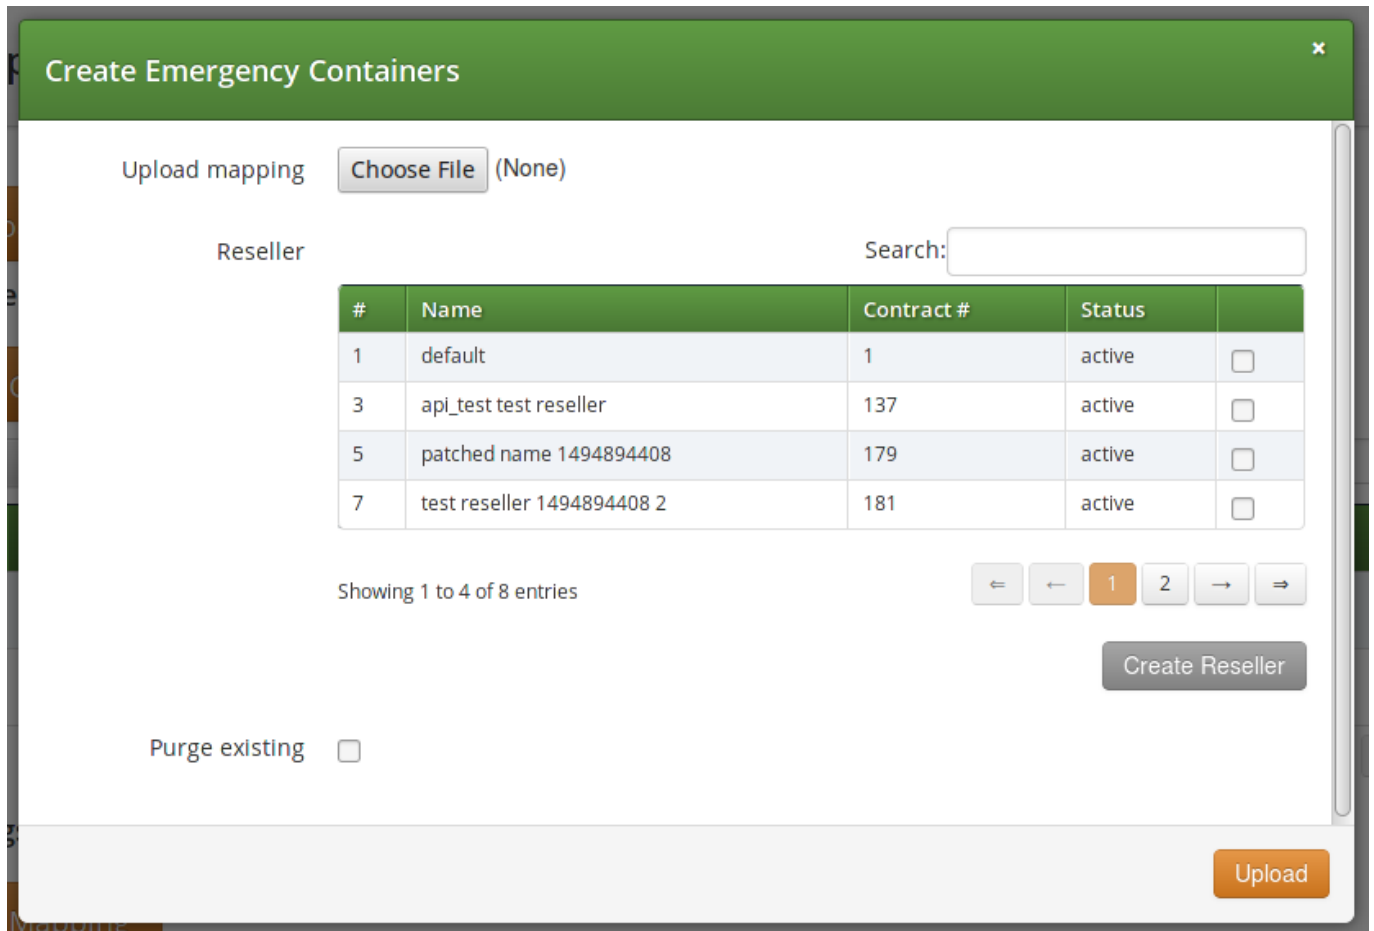 Create Emergency Containers
×
Upload mapping Choose File (None)
Reseller Search:
# Name Contract # Status
1 default 1 active
3 api_test test reseller 137 active
5 patched name 1494894408 179 active
7 test reseller 1494894408 2 181 active
Showing 1 to 4 of 8 entries ⇐ ← 1 2 → ⇒
Create Reseller
Purge existing
Upload
Mapping